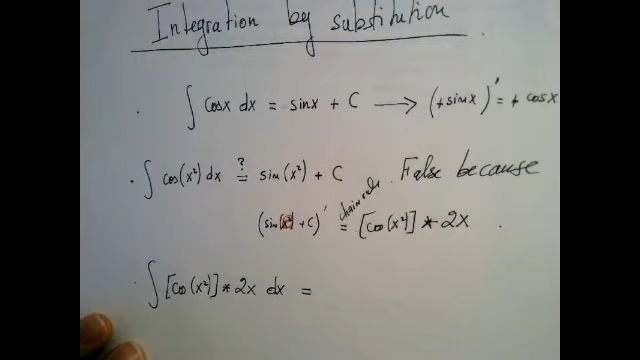 Integration by substitution
∫ cosx dx = sinx + C → (+sinx)' = + cosx
∫ cos(x²) dx ≟ sin(x²) + C . False because
(sin(x²) + C)' = [cos(x²)] * 2x
chain rule
∫ [cos(x²)] * 2x dx =